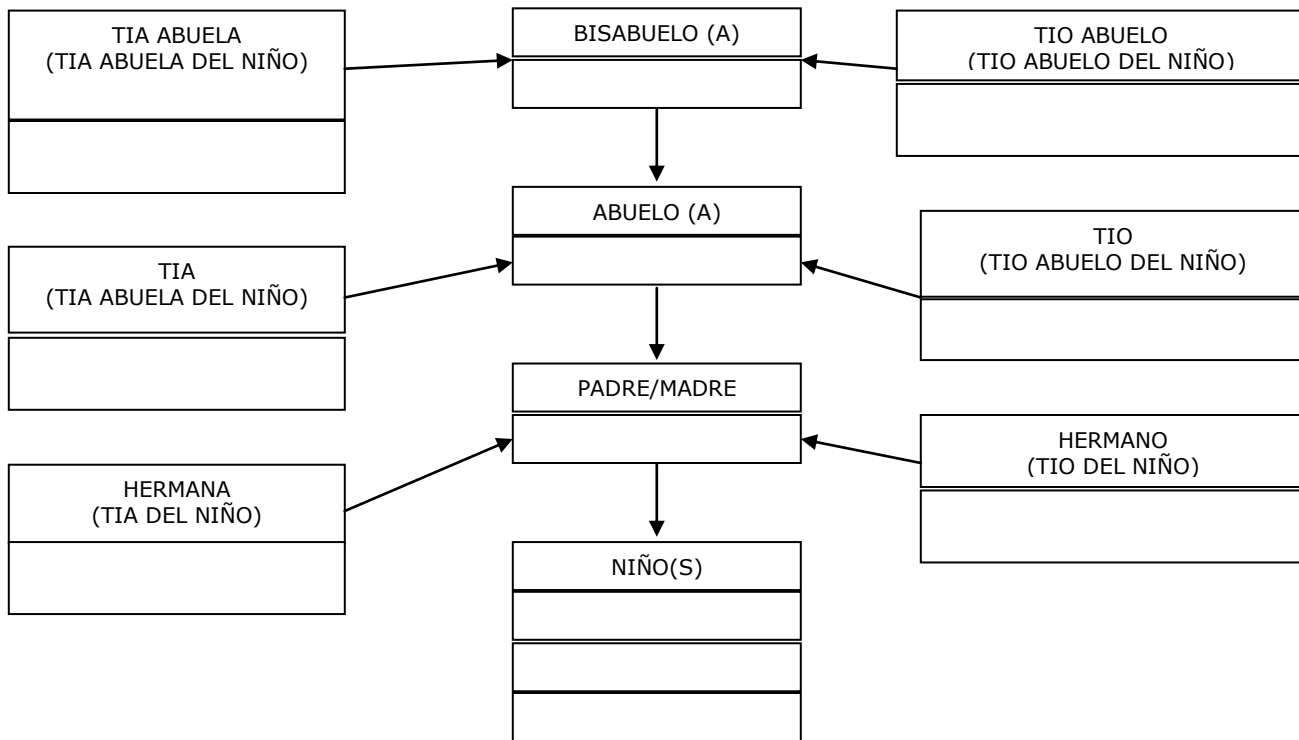 TIA ABUELA
(TIA ABUELA DEL NIÑO)
BISABUELO (A)
TIO ABUELO
(TIO ABUELO DEL NIÑO)
ABUELO (A)
TIA
(TIA ABUELA DEL NIÑO)
TIO
(TIO ABUELO DEL NIÑO)
PADRE/MADRE
HERMANA
(TIA DEL NIÑO)
HERMANO
(TIO DEL NIÑO)
NIÑO(S)